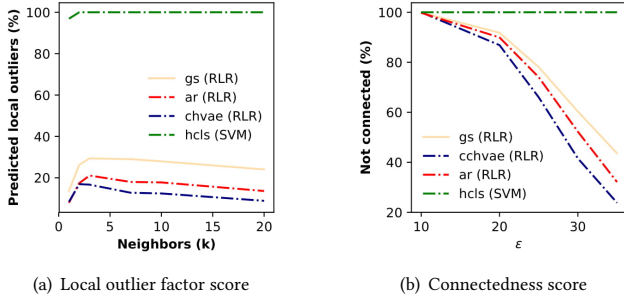 Predicted local outliers (%)
100
80
60
40
20
gs (RLR)
ar (RLR)
chvae (RLR)
hcls (SVM)
0 5 10 15 20
Neighbors (k)
(a) Local outlier factor score
Not connected (%)
100
80
60
40
20
gs (RLR)
cchvae (RLR)
ar (RLR)
hcls (SVM)
10 20 30
ε
(b) Connectedness score